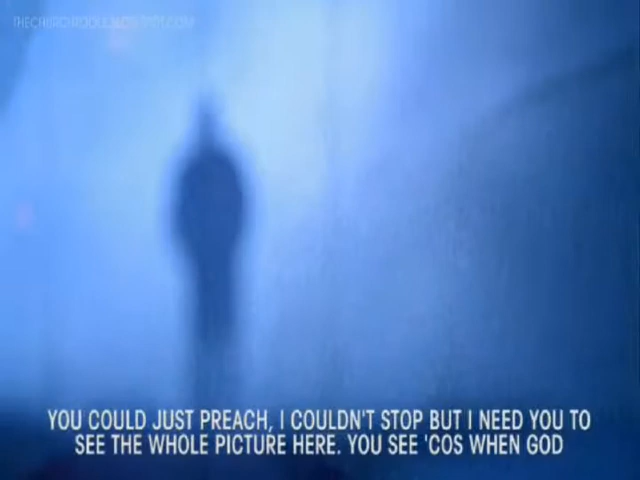 YOU COULD JUST PREACH, I COULDN'T STOP BUT I NEED YOU TO
SEE THE WHOLE PICTURE HERE. YOU SEE 'COS WHEN GOD